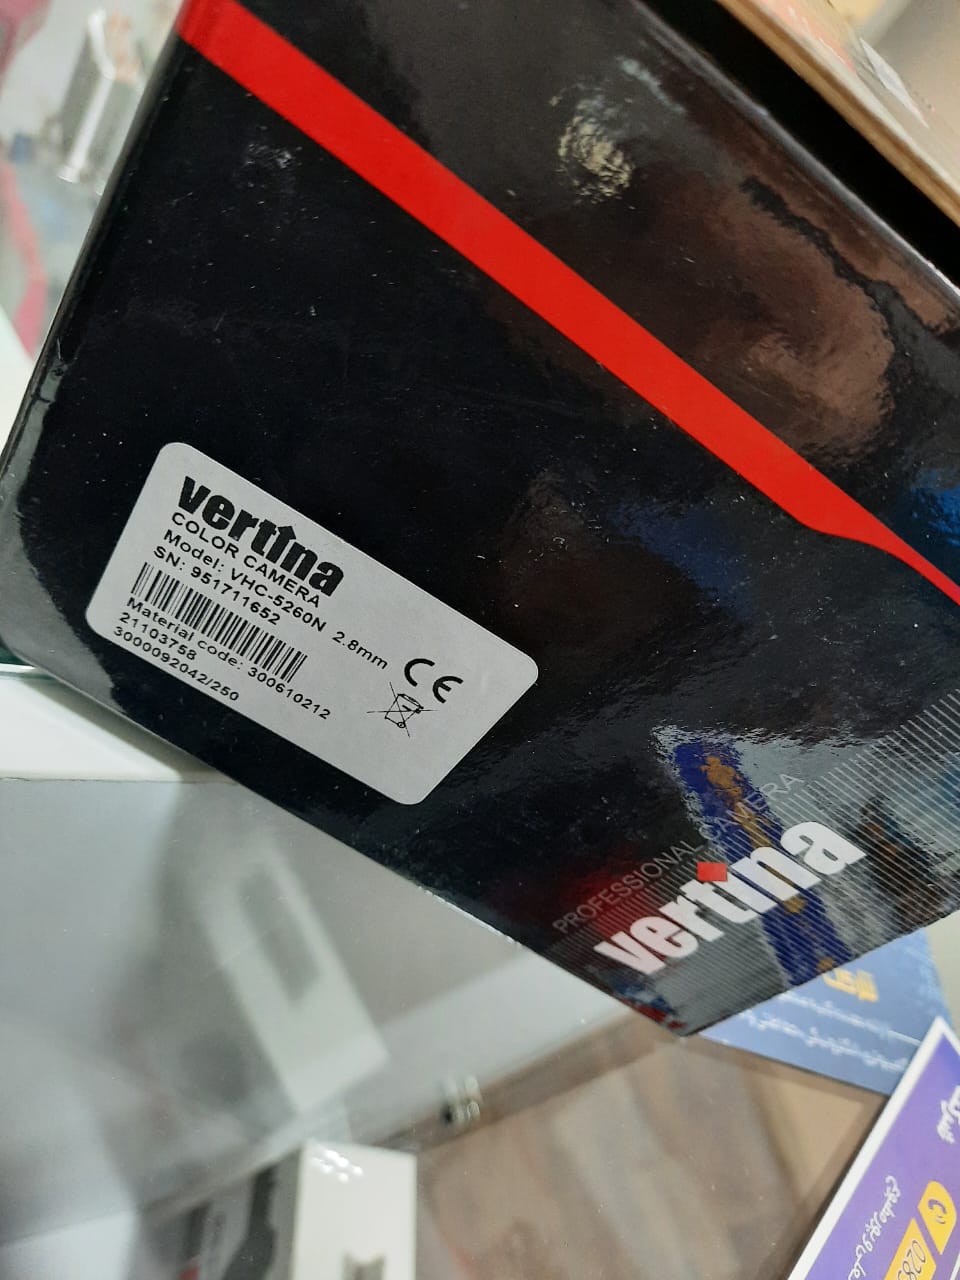 vertina
COLOR CAMERA
Model: VHC-5260N 2.8mm
SN: 951711652
Material code: 300610212
21103758
3000092042/250
CE
PROFESSIONAL CAMERA
vertina